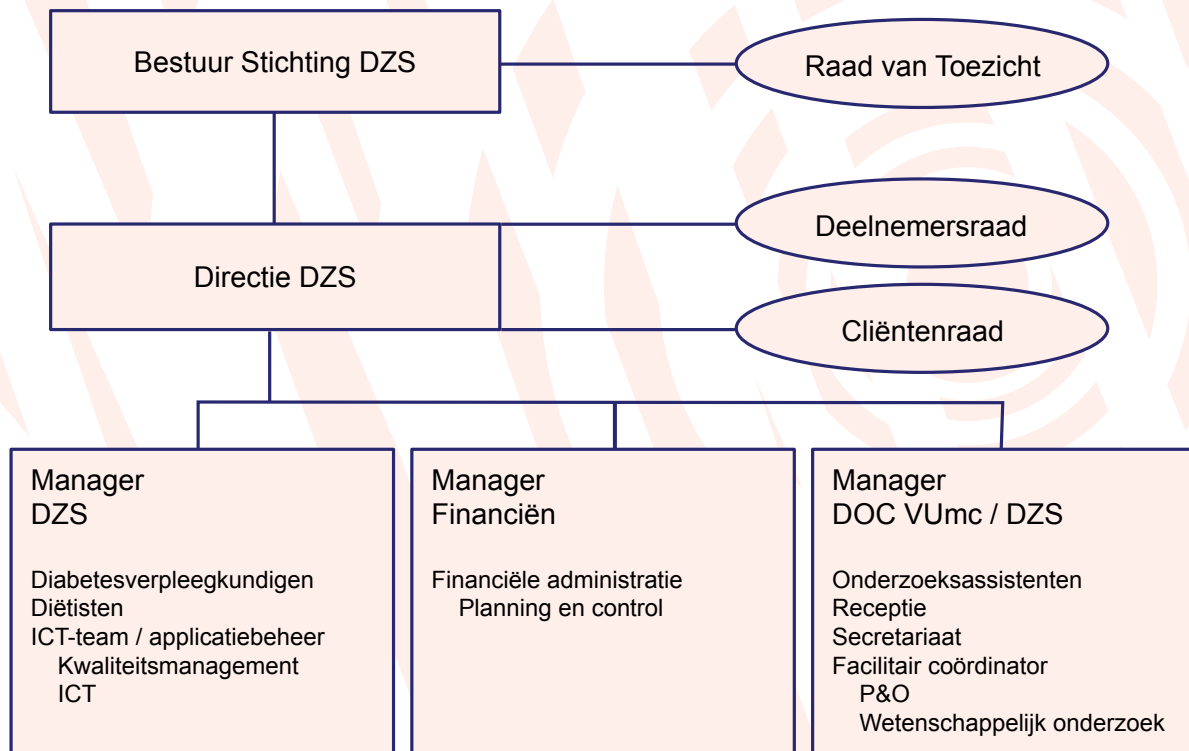 Bestuur Stichting DZS
Raad van Toezicht
Deelnemersraad
Directie DZS
Cliëntenraad
Manager
DZS
Diabetesverpleegkundigen
Diëtisten
ICT-team / applicatiebeheer
Kwaliteitsmanagement
ICT
Manager
Financiën
Financiële administratie
Planning en control
Manager
DOC VUmc / DZS
Onderzoeksassistenten
Receptie
Secretariaat
Facilitair coördinator
P&O
Wetenschappelijk onderzoek